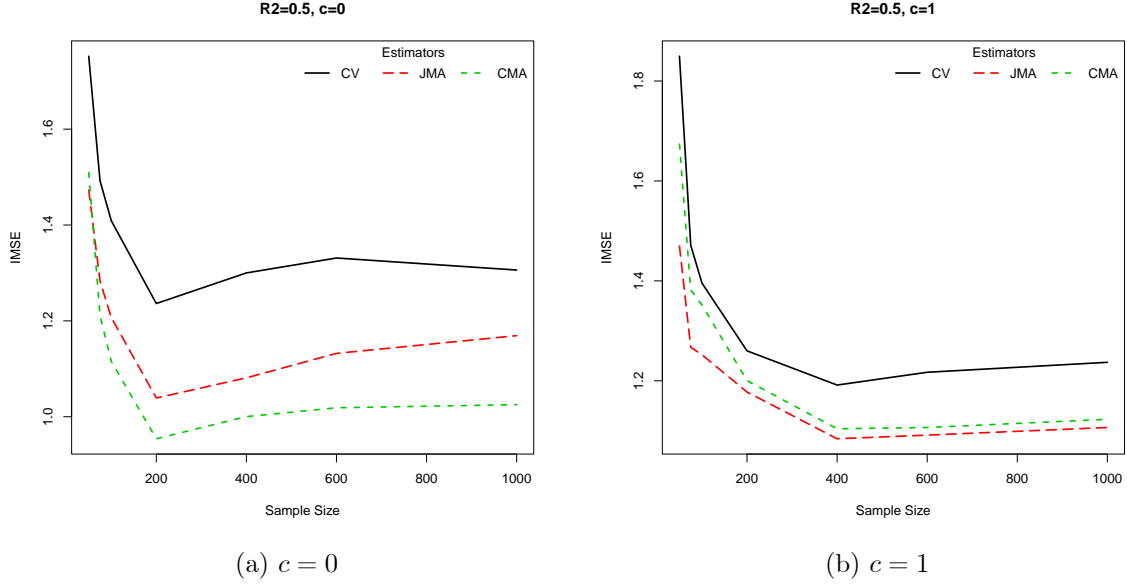 R2=0.5, c=0
Estimators
CV JMA CMA
IMSE
1.0 1.2 1.4 1.6
200 400 600 800 1000
Sample Size
(a) c = 0
R2=0.5, c=1
Estimators
CV JMA CMA
IMSE
1.2 1.4 1.6 1.8
200 400 600 800 1000
Sample Size
(b) c = 1